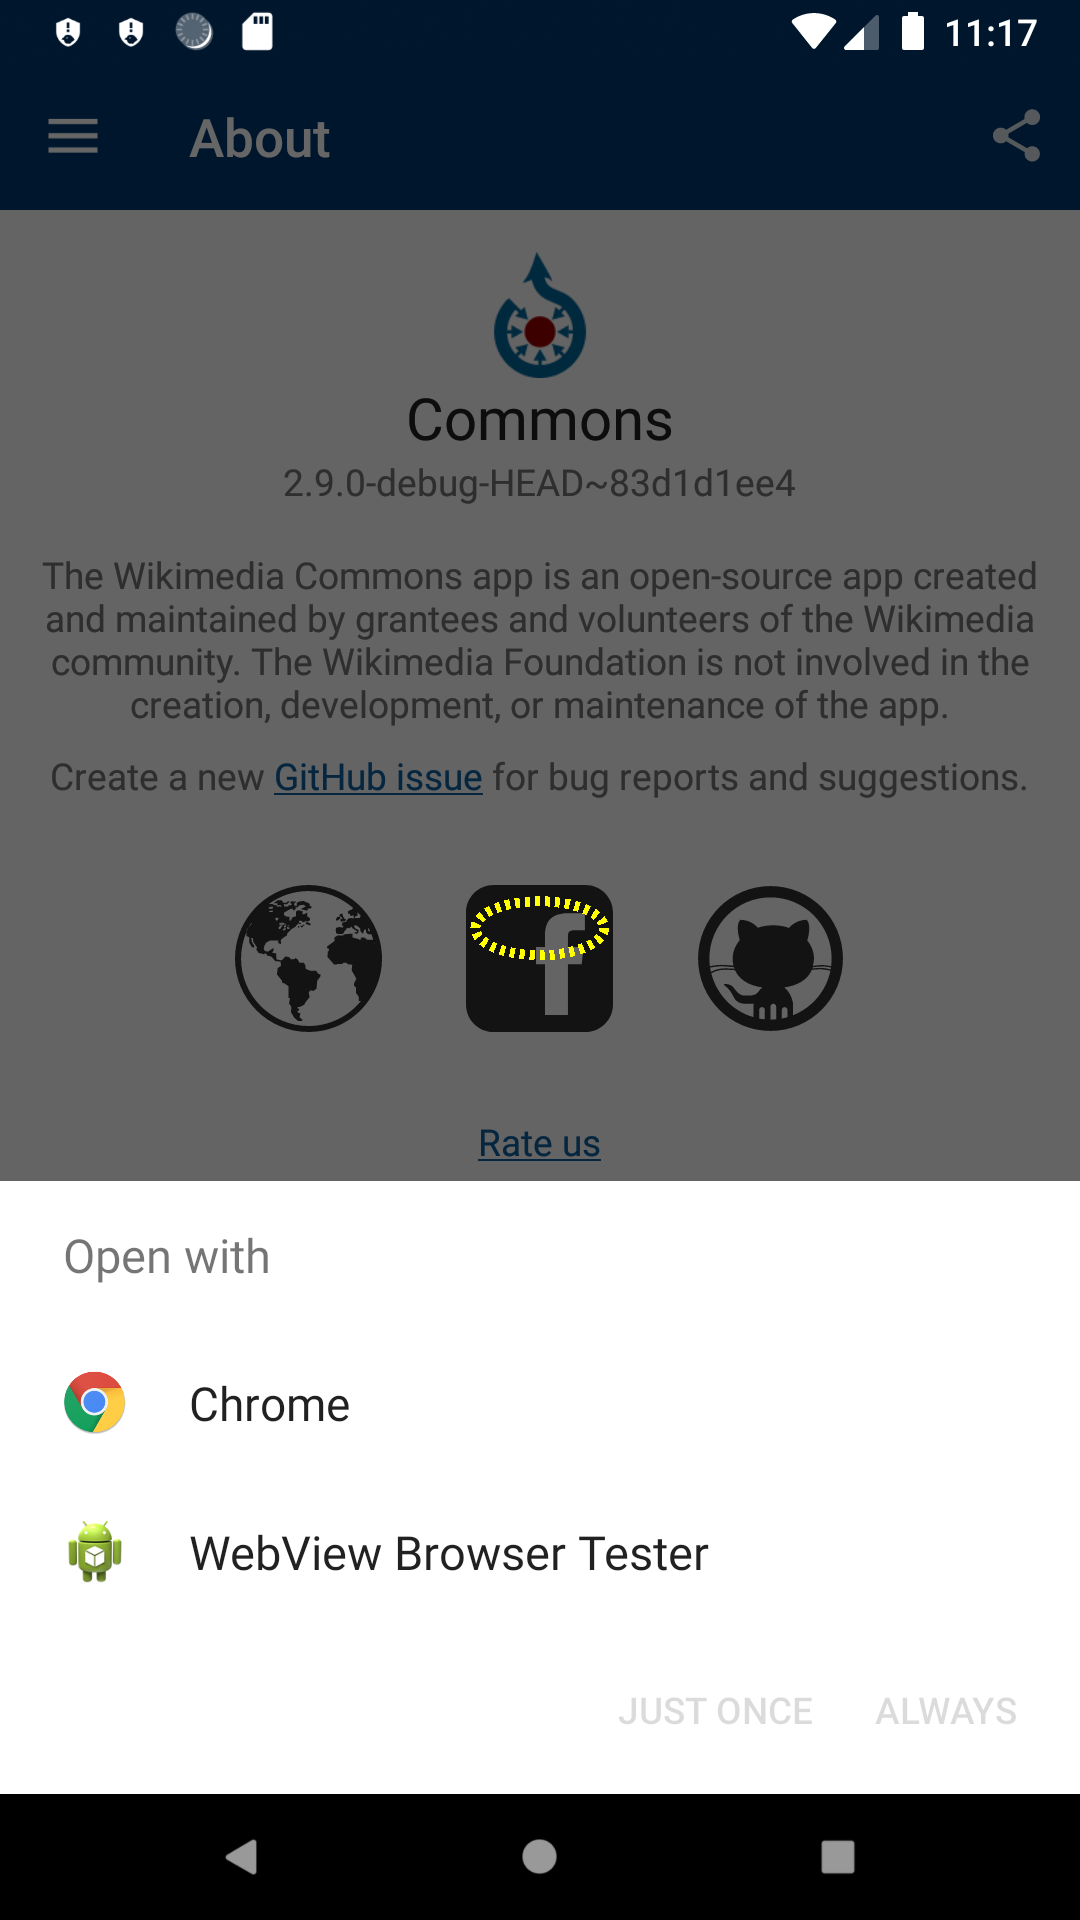 11:17
About
Commons
2.9.0-debug-HEAD~83d1d1ee4
The Wikimedia Commons app is an open-source app created
and maintained by grantees and volunteers of the Wikimedia
community. The Wikimedia Foundation is not involved in the
creation, development, or maintenance of the app.
Create a new GitHub issue for bug reports and suggestions.
f
Rate us
Open with
Chrome
WebView Browser Tester
JUST ONCE ALWAYS